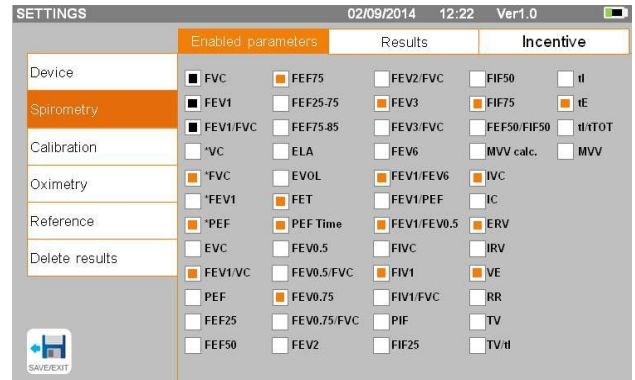 SETTINGS 02/09/2014 12:22 Ver1.0
Enabled parameters Results Incentive
Device
Spirometry
Calibration
Oximetry
Reference
Delete results
SAVE/EXIT
FVC FEF75 FEV2/FVC FIF50 tI
FEV1 FEF25-75 FEV3 FIF75 tE
FEV1/FVC FEF75-85 FEV3/FVC FEF50/FIF50 tI/tTOT
*VC ELA FEV6 MVV calc. MVV
*FVC EVOL FEV1/FEV6 IVC
*FEV1 FET FEV1/PEF IC
*PEF PEF Time FEV1/FEV0.5 ERV
EVC FEV0.5 FIVC IRV
FEV1/VC FEV0.5/FVC FIV1 VE
PEF FEV0.75 FIV1/FVC RR
FEF25 FEV0.75/FVC PIF TV
FEF50 FEV2 FIF25 TV/tI